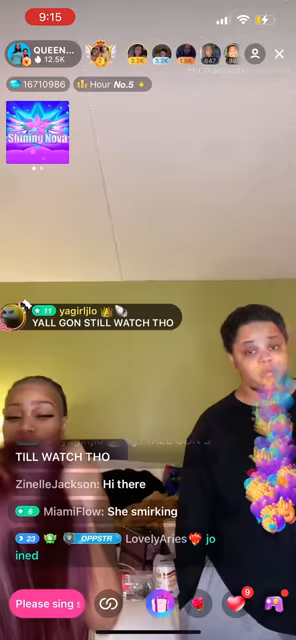 9:15
QUEEN...
12.5K
3.2K
3.2K
1.9K
847
16710986
Hour No.5
Shining Nova
11 yagirljlo
YALL GON STILL WATCH THO
TILL WATCH THO
ZinelleJackson: Hi there
6 MiamiFlow: She smirking
23 OPPSTR LovelyAries jo
ined
Please sing s
9